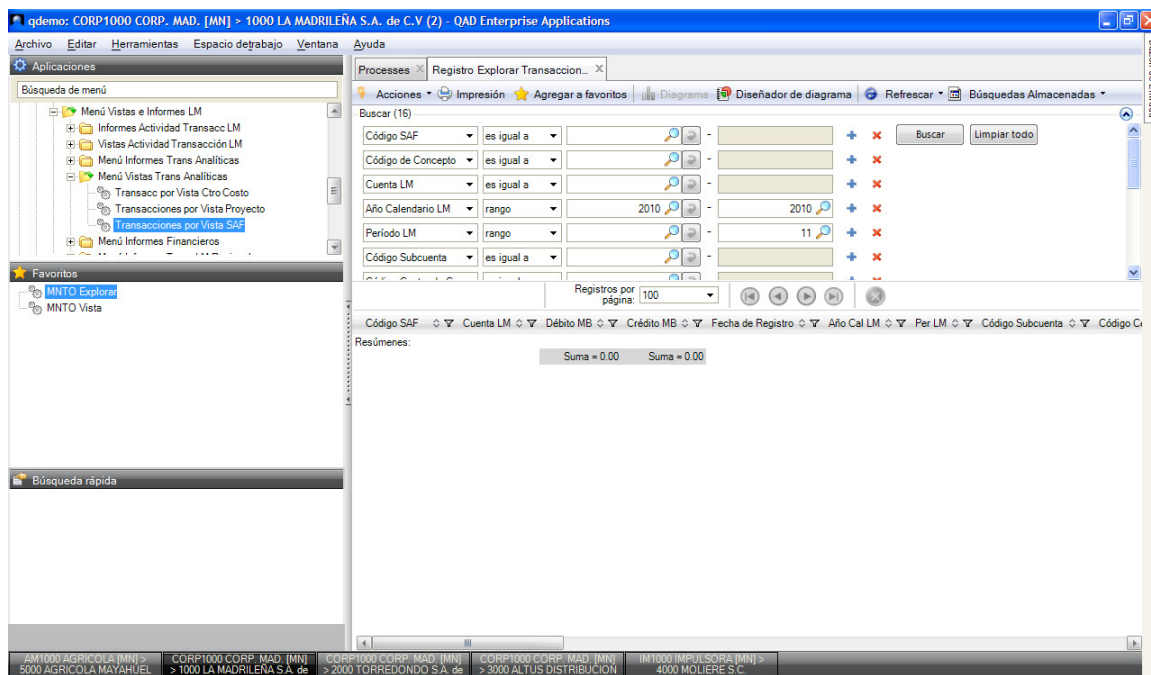 qdemo: CORP1000 CORP. MAD. [MN] > 1000 LA MADRILEÑA S.A. de C.V (2) - QAD Enterprise Applications
Archivo Editar Herramientas Espacio detrabajo Ventana Ayuda
Aplicaciones
Búsqueda de menú
Menú Vistas e Informes LM
Informes Actividad Transacc LM
Vistas Actividad Transacción LM
Menú Informes Trans Analíticas
Menú Vistas Trans Analíticas
Transacc por Vista Ctro Costo
Transacciones por Vista Proyecto
Transacciones por Vista SAF
Menú Informes Financieros
Favoritos
MNTO Explorar
MNTO Vista
Búsqueda rápida
Processes Registro Explorar Transaccion...
Acciones Impresión Agregar a favoritos Diagrama Diseñador de diagrama Refrescar Búsquedas Almacenadas
Buscar (16)
Código SAF es igual a - Buscar Limpiar todo
Código de Concepto es igual a -
Cuenta LM es igual a -
Año Calendario LM rango 2010 - 2010
Período LM rango - 11
Código Subcuenta es igual a -
Registros por página: 100
Código SAF Cuenta LM Débito MB Crédito MB Fecha de Registro Año Cal LM Per LM Código Subcuenta
Resúmenes:
Suma = 0.00 Suma = 0.00
AM1000 AGRICOLA [MN] > 5000 AGRICOLA MAYAHUEL
CORP1000 CORP. MAD. [MN] > 1000 LA MADRILEÑA S.A. de
CORP1000 CORP. MAD. [MN] > 2000 TORREDONDO S.A. de
CORP1000 CORP. MAD. [MN] > 3000 ALTUS DISTRIBUCION
IM1000 IMPULSORA [MN] > 4000 MOLIERE S.C.